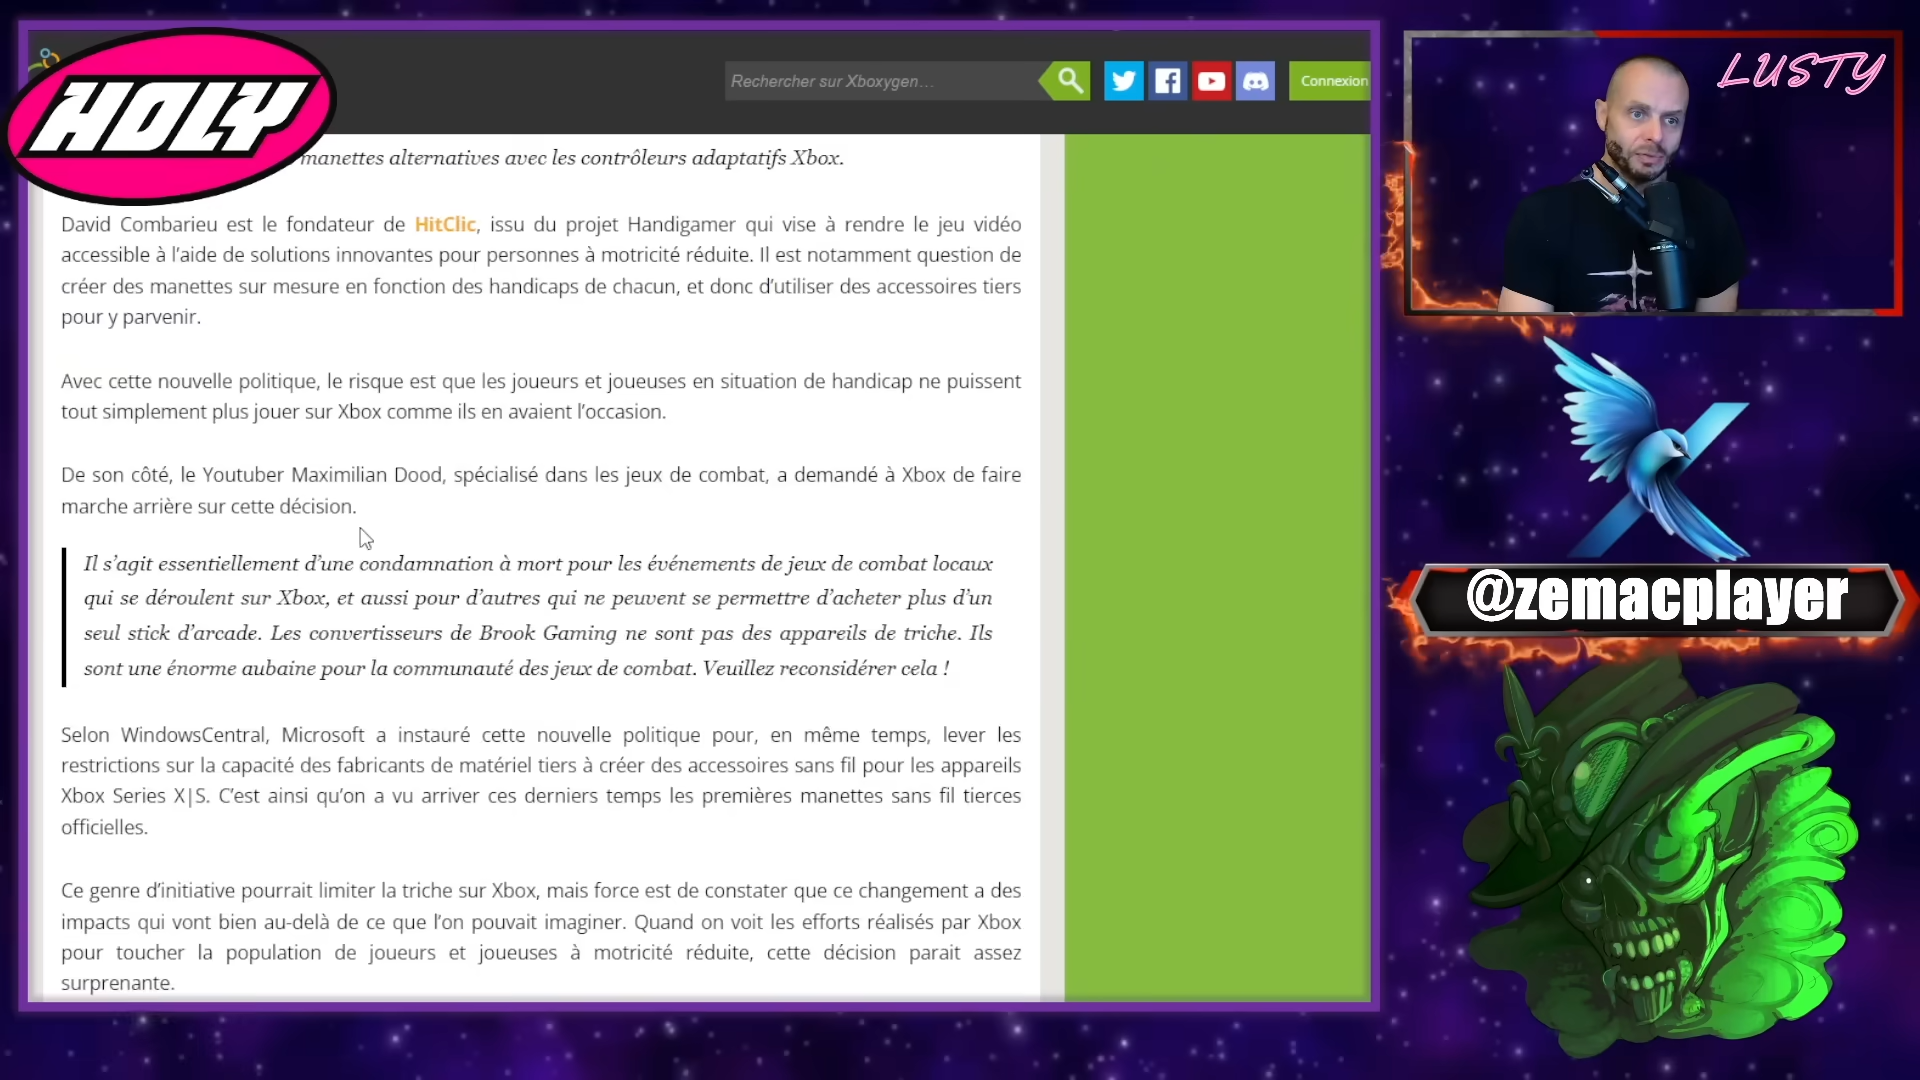 HOLY
Rechercher sur Xboxygen...
Connexion
manettes alternatives avec les contrôleurs adaptatifs Xbox.
David Combarieu est le fondateur de HitClic, issu du projet Handigamer qui vise à rendre le jeu vidéo
accessible à l'aide de solutions innovantes pour personnes à motricité réduite. Il est notamment question de
créer des manettes sur mesure en fonction des handicaps de chacun, et donc d'utiliser des accessoires tiers
pour y parvenir.
Avec cette nouvelle politique, le risque est que les joueurs et joueuses en situation de handicap ne puissent
tout simplement plus jouer sur Xbox comme ils en avaient l'occasion.
De son côté, le Youtuber Maximilian Dood, spécialisé dans les jeux de combat, a demandé à Xbox de faire
marche arrière sur cette décision.
Il s'agit essentiellement d'une condamnation à mort pour les événements de jeux de combat locaux
qui se déroulent sur Xbox, et aussi pour d'autres qui ne peuvent se permettre d'acheter plus d'un
seul stick d'arcade. Les convertisseurs de Brook Gaming ne sont pas des appareils de triche. Ils
sont une énorme aubaine pour la communauté des jeux de combat. Veuillez reconsidérer cela !
Selon WindowsCentral, Microsoft a instauré cette nouvelle politique pour, en même temps, lever les
restrictions sur la capacité des fabricants de matériel tiers à créer des accessoires sans fil pour les appareils
Xbox Series X|S. C'est ainsi qu'on a vu arriver ces derniers temps les premières manettes sans fil tierces
officielles.
Ce genre d'initiative pourrait limiter la triche sur Xbox, mais force est de constater que ce changement a des
impacts qui vont bien au-delà de ce que l'on pouvait imaginer. Quand on voit les efforts réalisés par Xbox
pour toucher la population de joueurs et joueuses à motricité réduite, cette décision parait assez
surprenante.
LUSTY
@zemacplayer